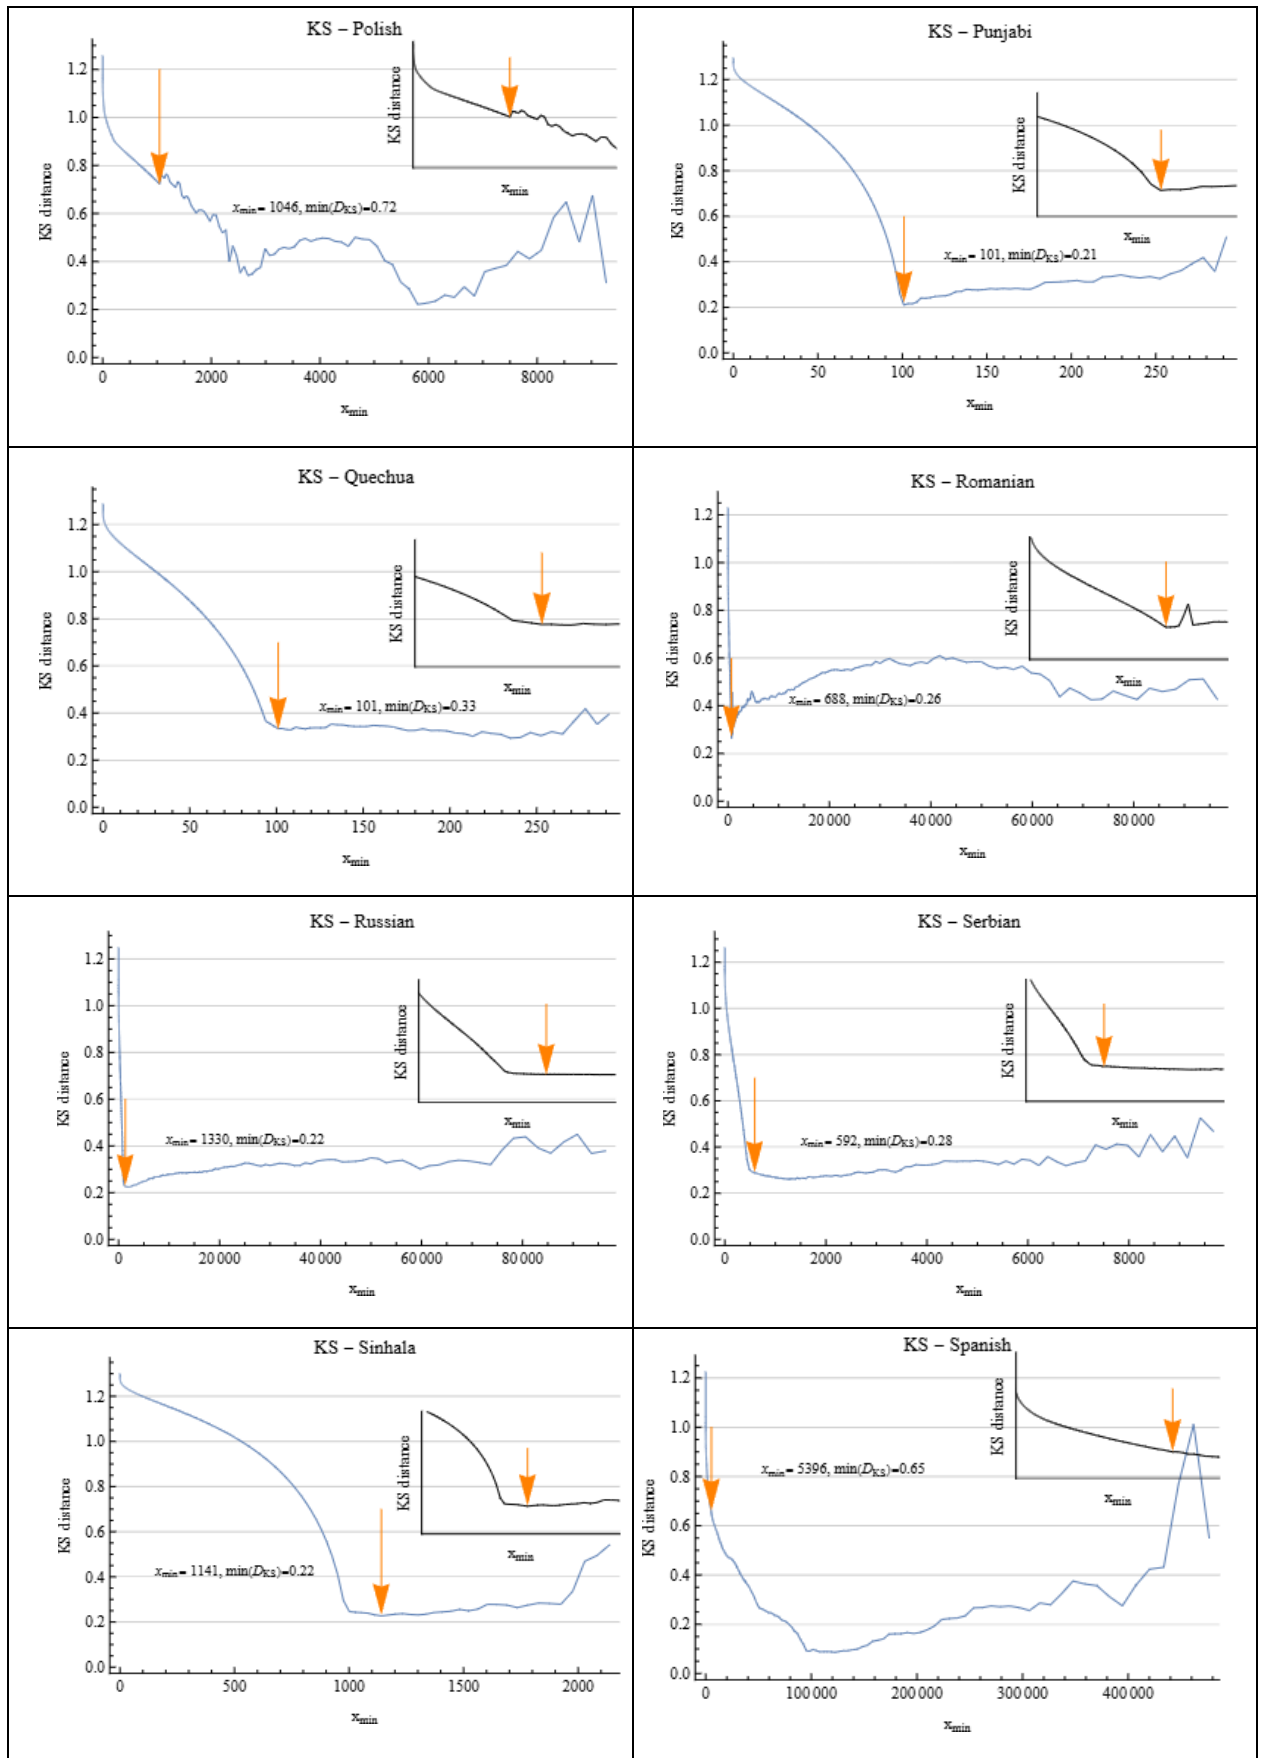 KS – Polish
KS distance
1.2
1.0
0.8
0.6
0.4
0.2
0.0
0 2000 4000 6000 8000
xmin
xmin = 1046, min(DKS)=0.72
KS distance
xmin
KS – Punjabi
KS distance
1.2
1.0
0.8
0.6
0.4
0.2
0.0
0 50 100 150 200 250
xmin
xmin = 101, min(DKS)=0.21
KS distance
xmin
KS – Quechua
KS distance
1.2
1.0
0.8
0.6
0.4
0.2
0.0
0 50 100 150 200 250
xmin
xmin = 101, min(DKS)=0.33
KS distance
xmin
KS – Romanian
KS distance
1.2
1.0
0.8
0.6
0.4
0.2
0.0
0 20 000 40 000 60 000 80 000
xmin
xmin = 688, min(DKS)=0.26
KS distance
xmin
KS – Russian
KS distance
1.2
1.0
0.8
0.6
0.4
0.2
0.0
0 20 000 40 000 60 000 80 000
xmin
xmin = 1330, min(DKS)=0.22
KS distance
xmin
KS – Serbian
KS distance
1.2
1.0
0.8
0.6
0.4
0.2
0.0
0 2000 4000 6000 8000
xmin
xmin = 592, min(DKS)=0.28
KS distance
xmin
KS – Sinhala
KS distance
1.2
1.0
0.8
0.6
0.4
0.2
0.0
0 500 1000 1500 2000
xmin
xmin = 1141, min(DKS)=0.22
KS distance
xmin
KS – Spanish
KS distance
1.2
1.0
0.8
0.6
0.4
0.2
0.0
0 100 000 200 000 300 000 400 000
xmin
xmin = 5396, min(DKS)=0.65
KS distance
xmin